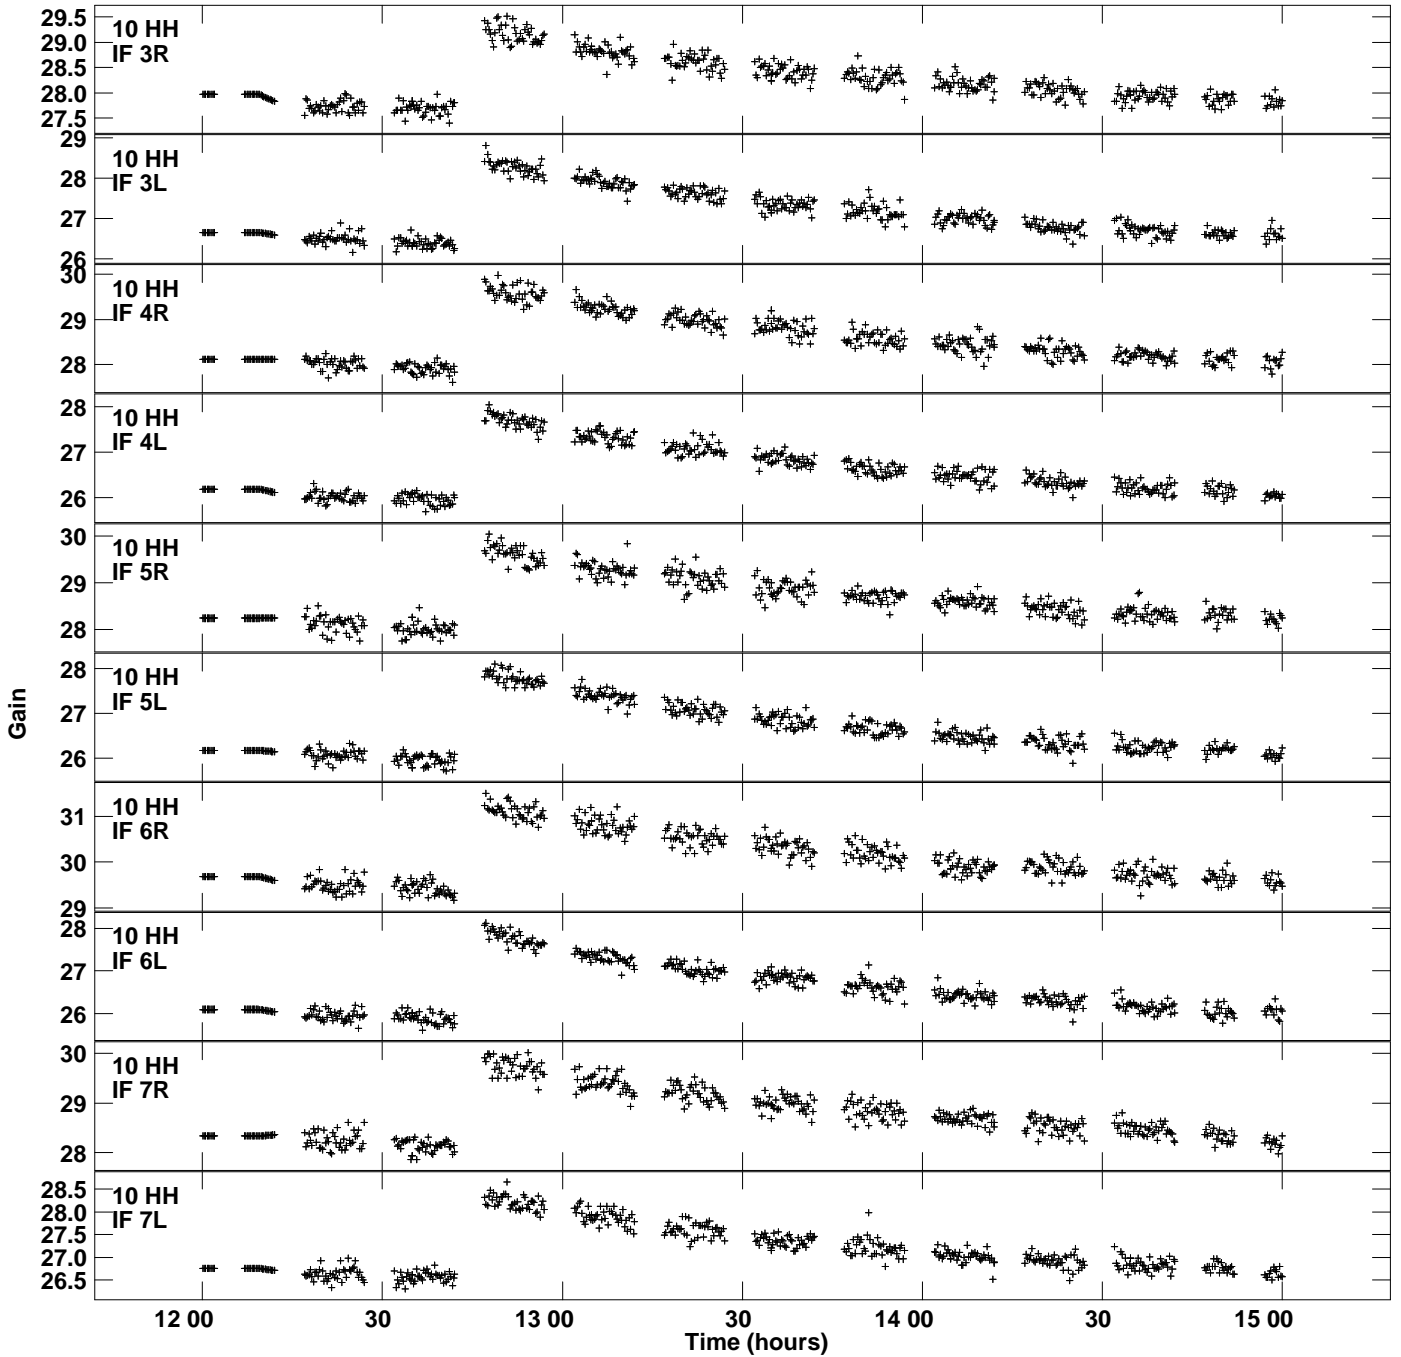 29.5
29.0
28.5
28.0
27.5
10 HH
IF 3R
29
28
27
26
10 HH
IF 3L
30
29
28
10 HH
IF 4R
28
27
26
10 HH
IF 4L
30
29
28
10 HH
IF 5R
28
27
26
10 HH
IF 5L
31
30
29
10 HH
IF 6R
28
27
26
10 HH
IF 6L
30
29
28
10 HH
IF 7R
28.5
28.0
27.5
27.0
26.5
10 HH
IF 7L
Gain
12 00 30 13 00 30 14 00 30 15 00
Time (hours)